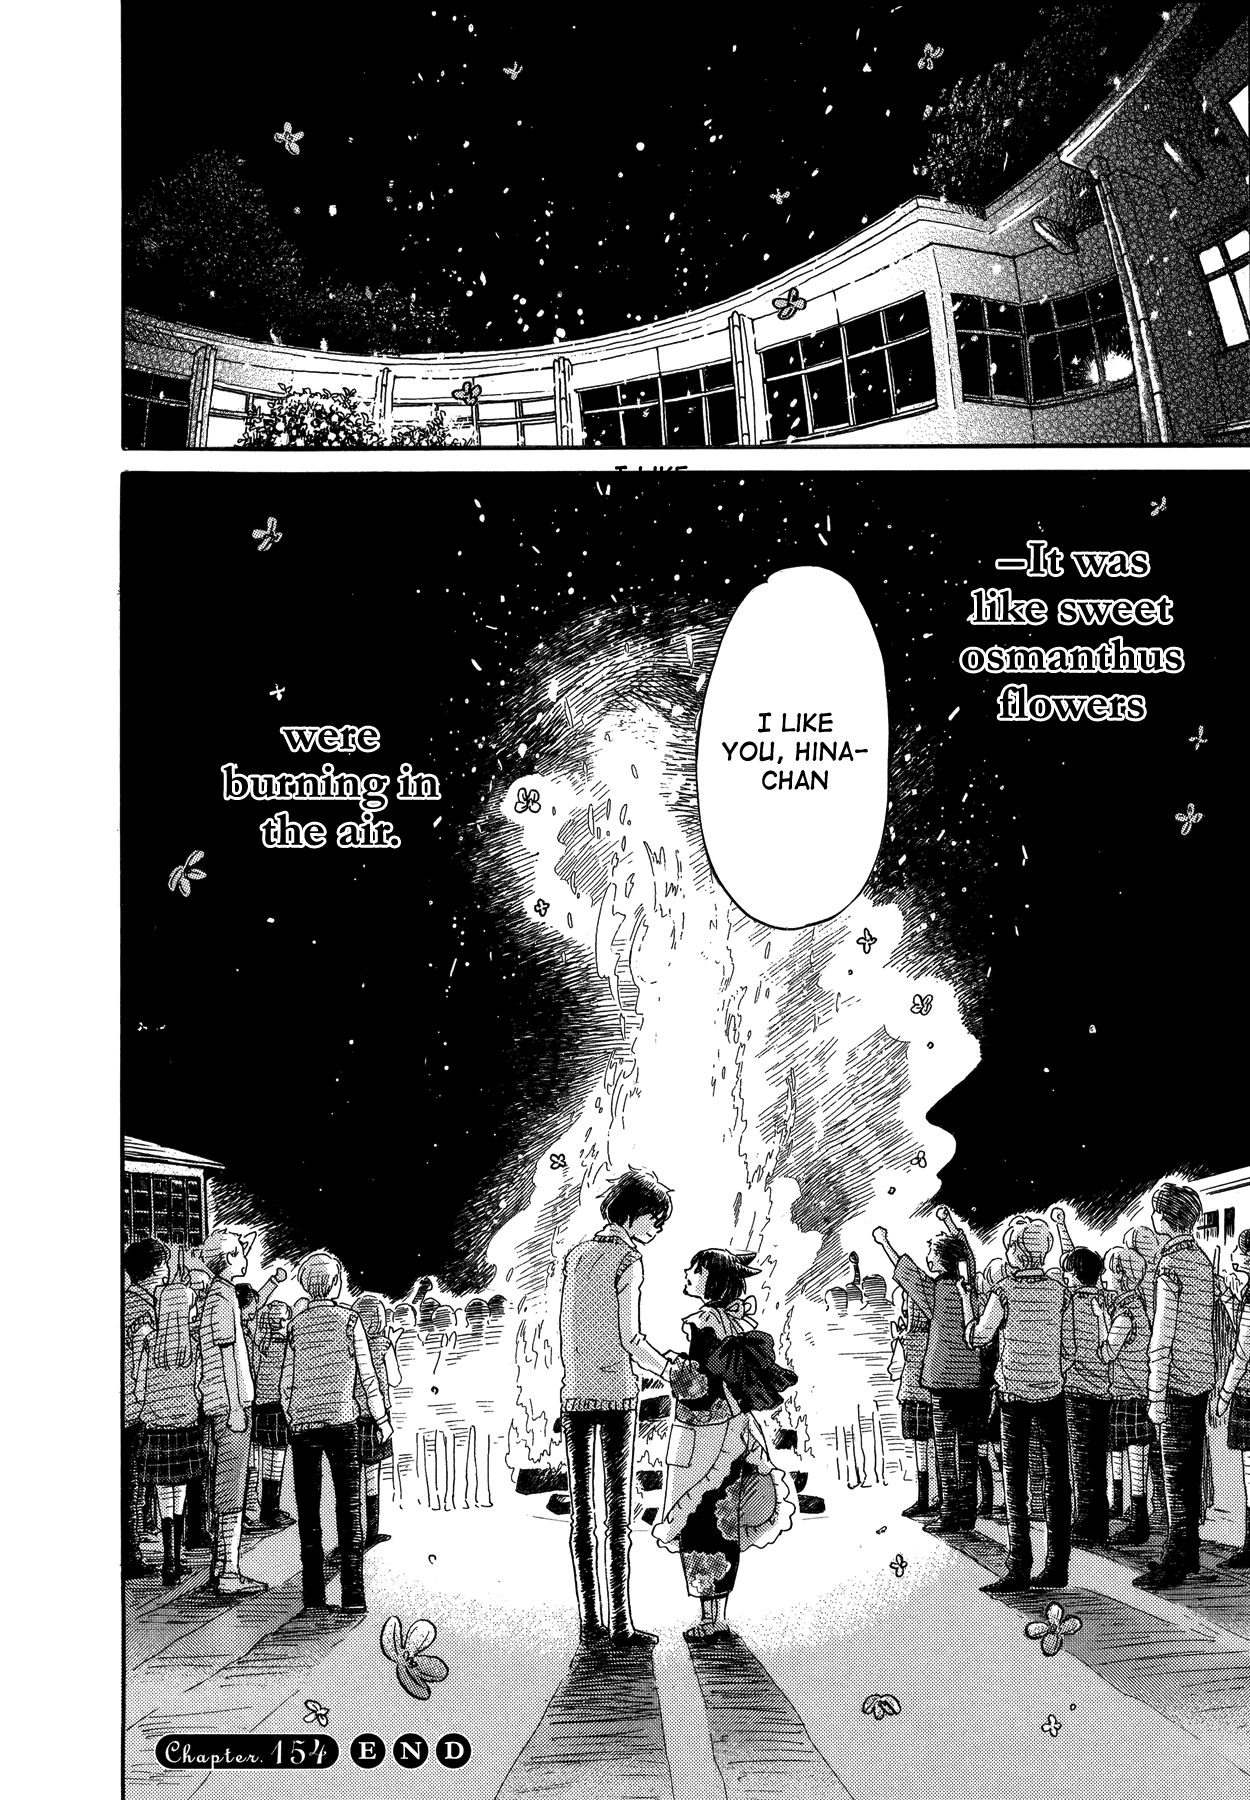 I LIKE
—It was
like sweet
osmanthus
flowers
I LIKE
YOU, HINA-
CHAN
were
burning in
the air.
Chapter. 154 END